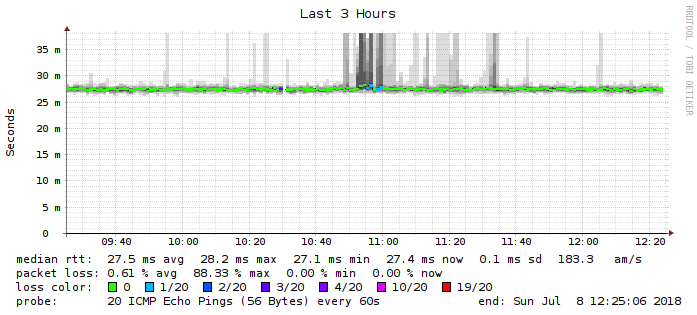 Last 3 Hours
RRDTOOL / TOBI OETIKER
Seconds
35 m
30 m
25 m
20 m
15 m
10 m
5 m
0
09:40 10:00 10:20 10:40 11:00 11:20 11:40 12:00 12:20
median rtt: 27.5 ms avg 28.2 ms max 27.1 ms min 27.4 ms now 0.1 ms sd 183.3 am/s
packet loss: 0.61 % avg 88.33 % max 0.00 % min 0.00 % now
loss color: 0 1/20 2/20 3/20 4/20 10/20 19/20
probe: 20 ICMP Echo Pings (56 Bytes) every 60s end: Sun Jul 8 12:25:06 2018